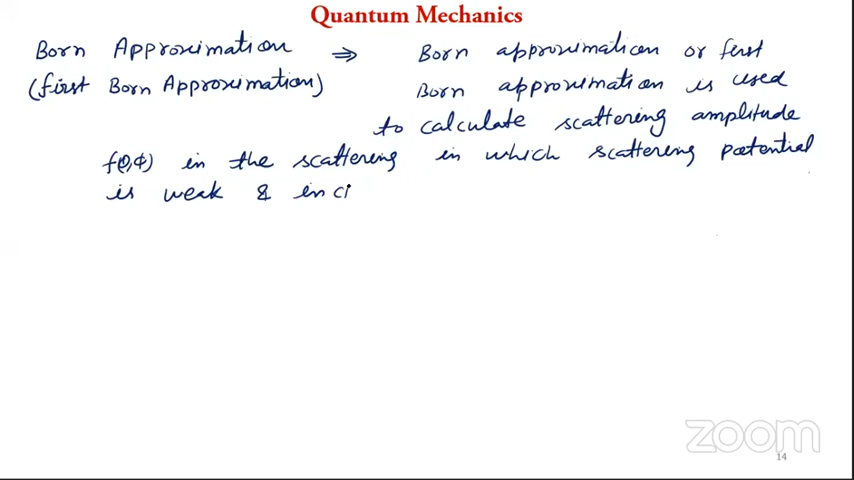 Quantum Mechanics
Born Approximation ⇒ Born approximation or first
(first Born Approximation) Born approximation is used
to calculate scattering amplitude
f(θ,ϕ) in the scattering in which scattering potential
is weak & inci
zoom
14